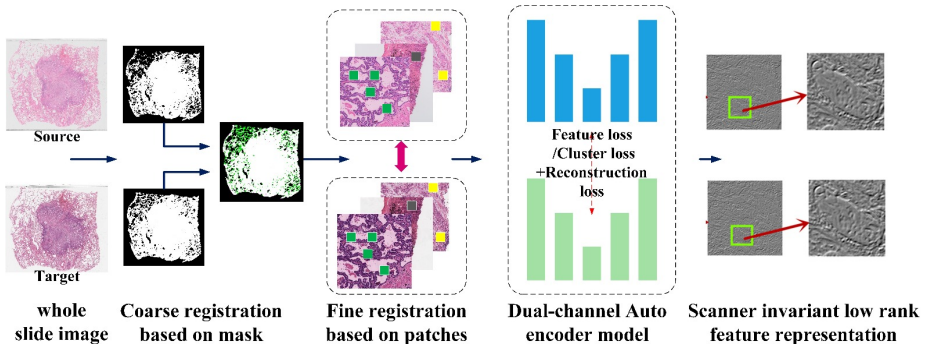 Source
Target
Feature loss
/Cluster loss
+Reconstruction
loss
whole
slide image
Coarse registration
based on mask
Fine registration
based on patches
Dual-channel Auto
encoder model
Scanner invariant low rank
feature representation